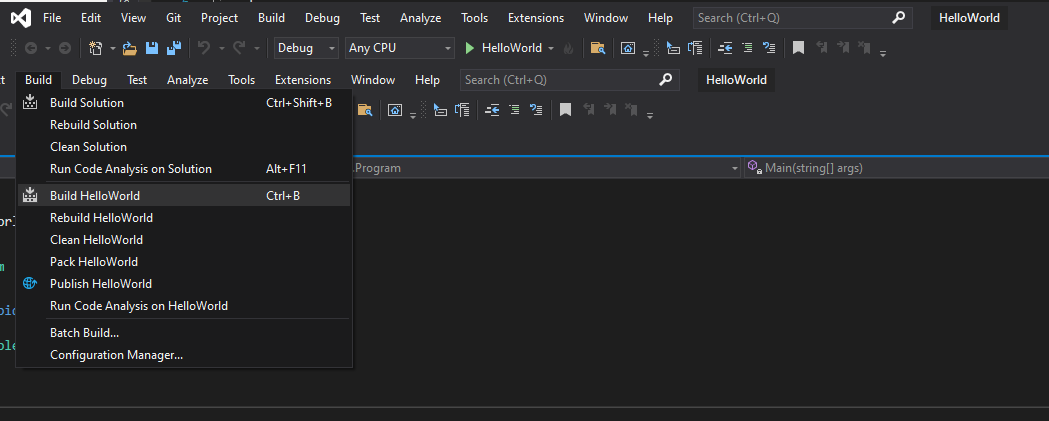 File Edit View Git Project Build Debug Test Analyze Tools Extensions Window Help Search (Ctrl+Q) HelloWorld
Debug Any CPU HelloWorld
Build Debug Test Analyze Tools Extensions Window Help Search (Ctrl+Q) HelloWorld
Build Solution Ctrl+Shift+B
Rebuild Solution
Clean Solution
Run Code Analysis on Solution Alt+F11
.Program Main(string[] args)
Build HelloWorld Ctrl+B
Rebuild HelloWorld
Clean HelloWorld
Pack HelloWorld
Publish HelloWorld
Run Code Analysis on HelloWorld
Batch Build...
Configuration Manager...